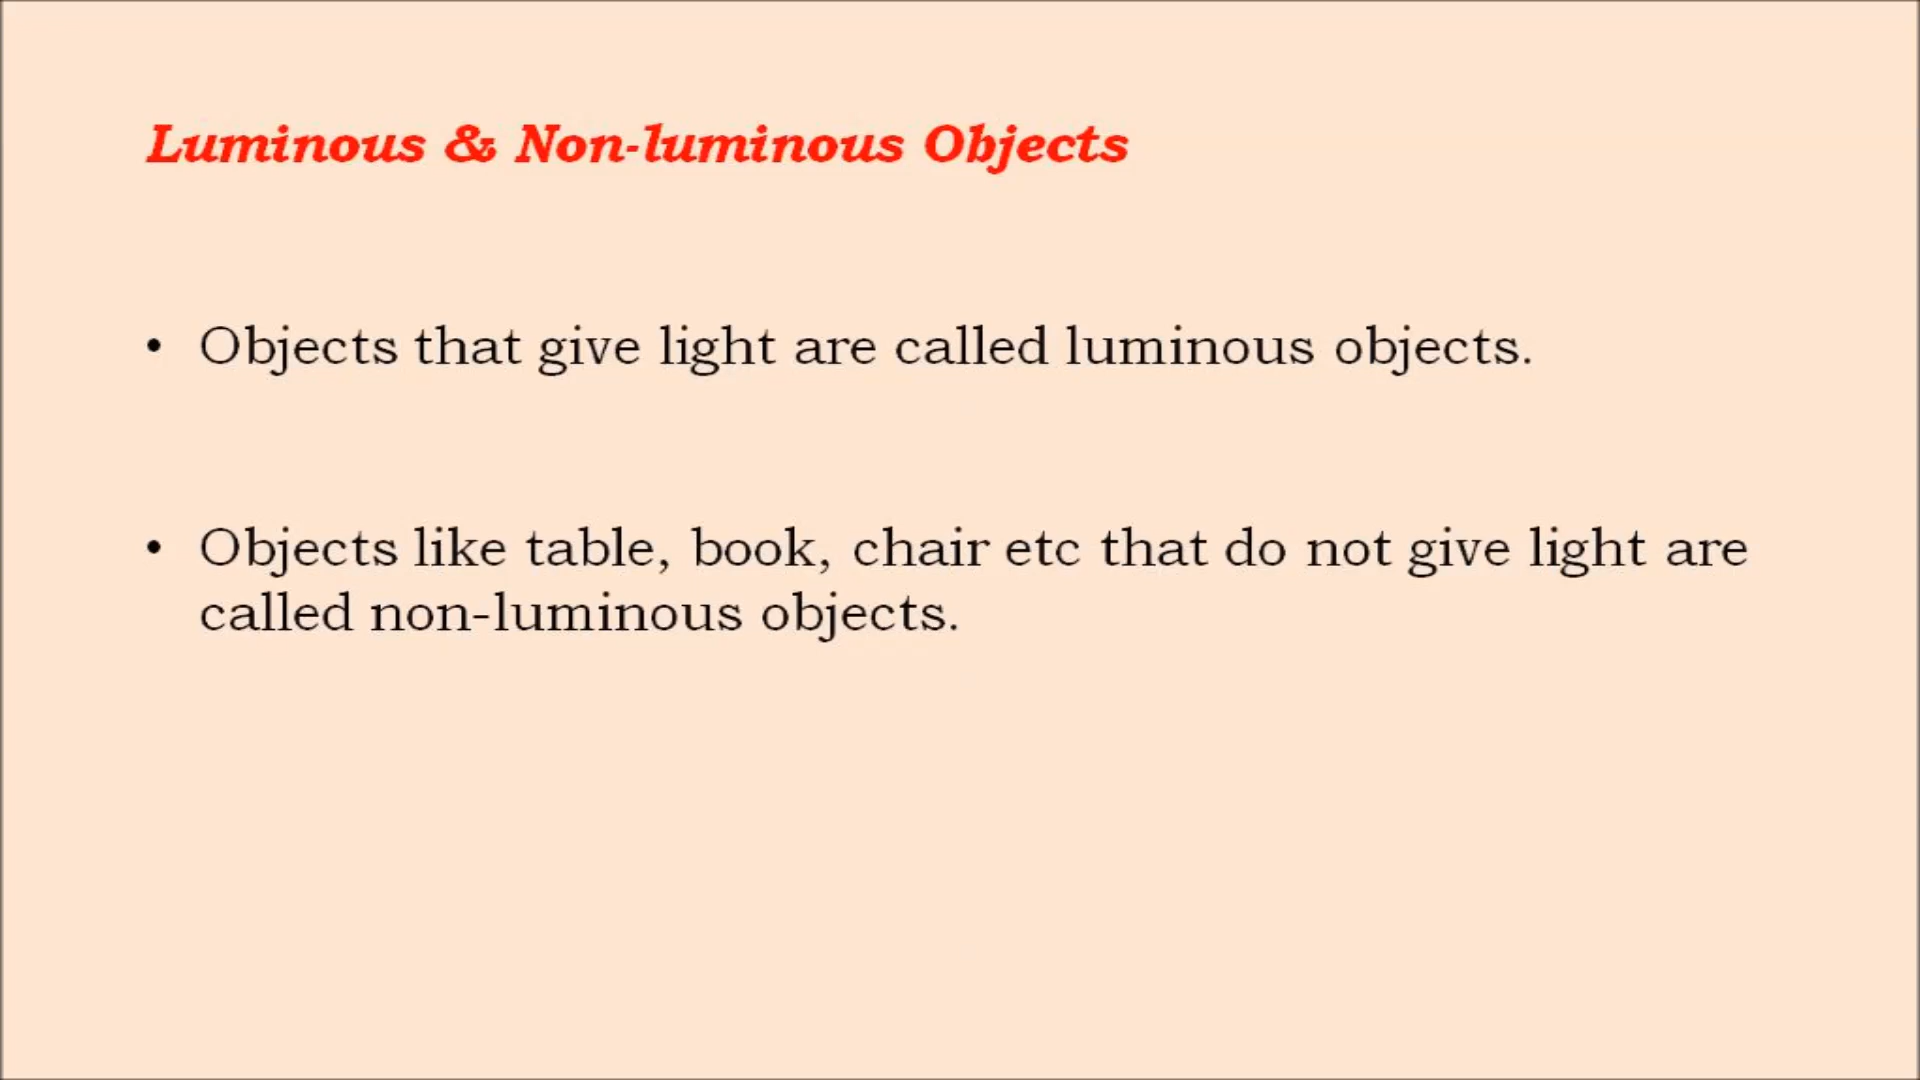 Luminous & Non-luminous Objects
• Objects that give light are called luminous objects.
• Objects like table, book, chair etc that do not give light are
called non-luminous objects.